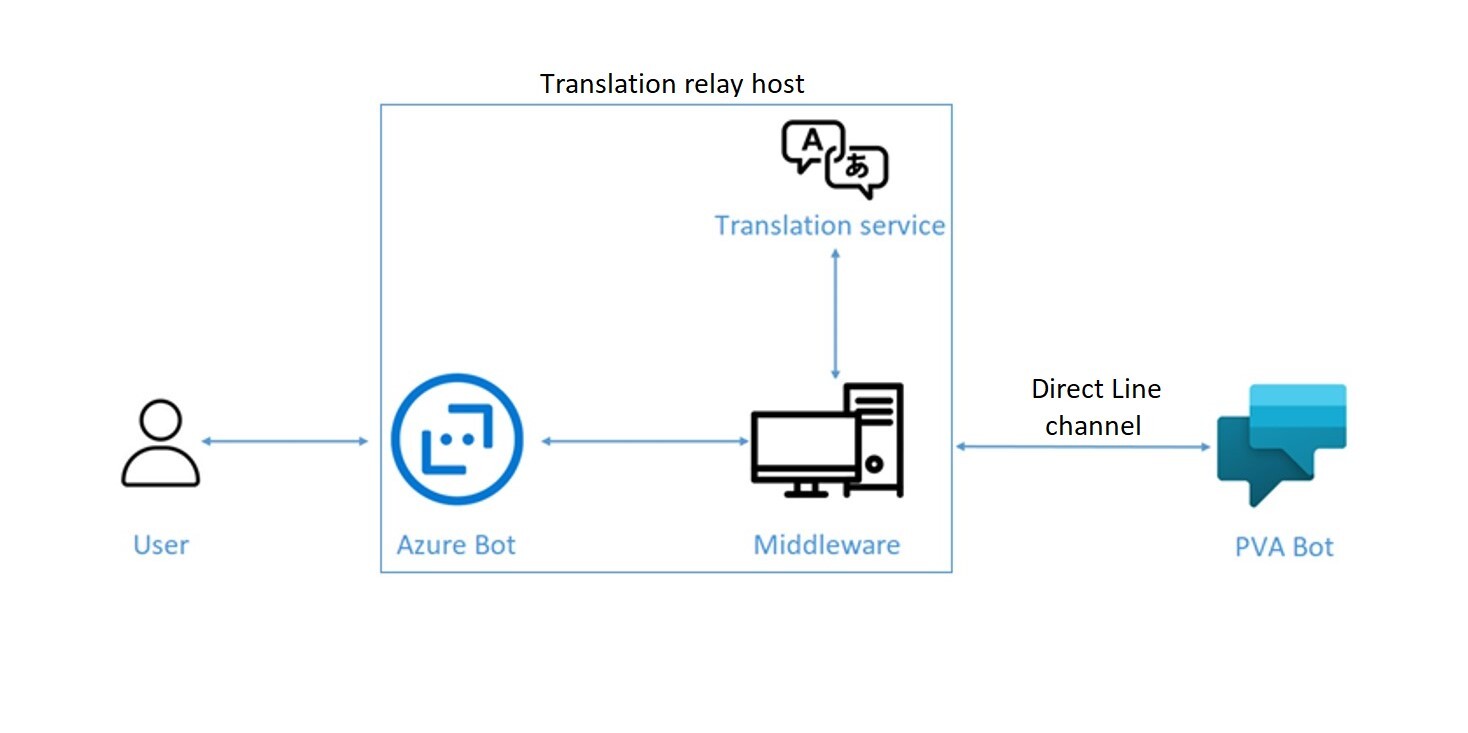 Translation relay host
A
あ
Translation service
Direct Line
channel
User
Azure Bot
Middleware
PVA Bot